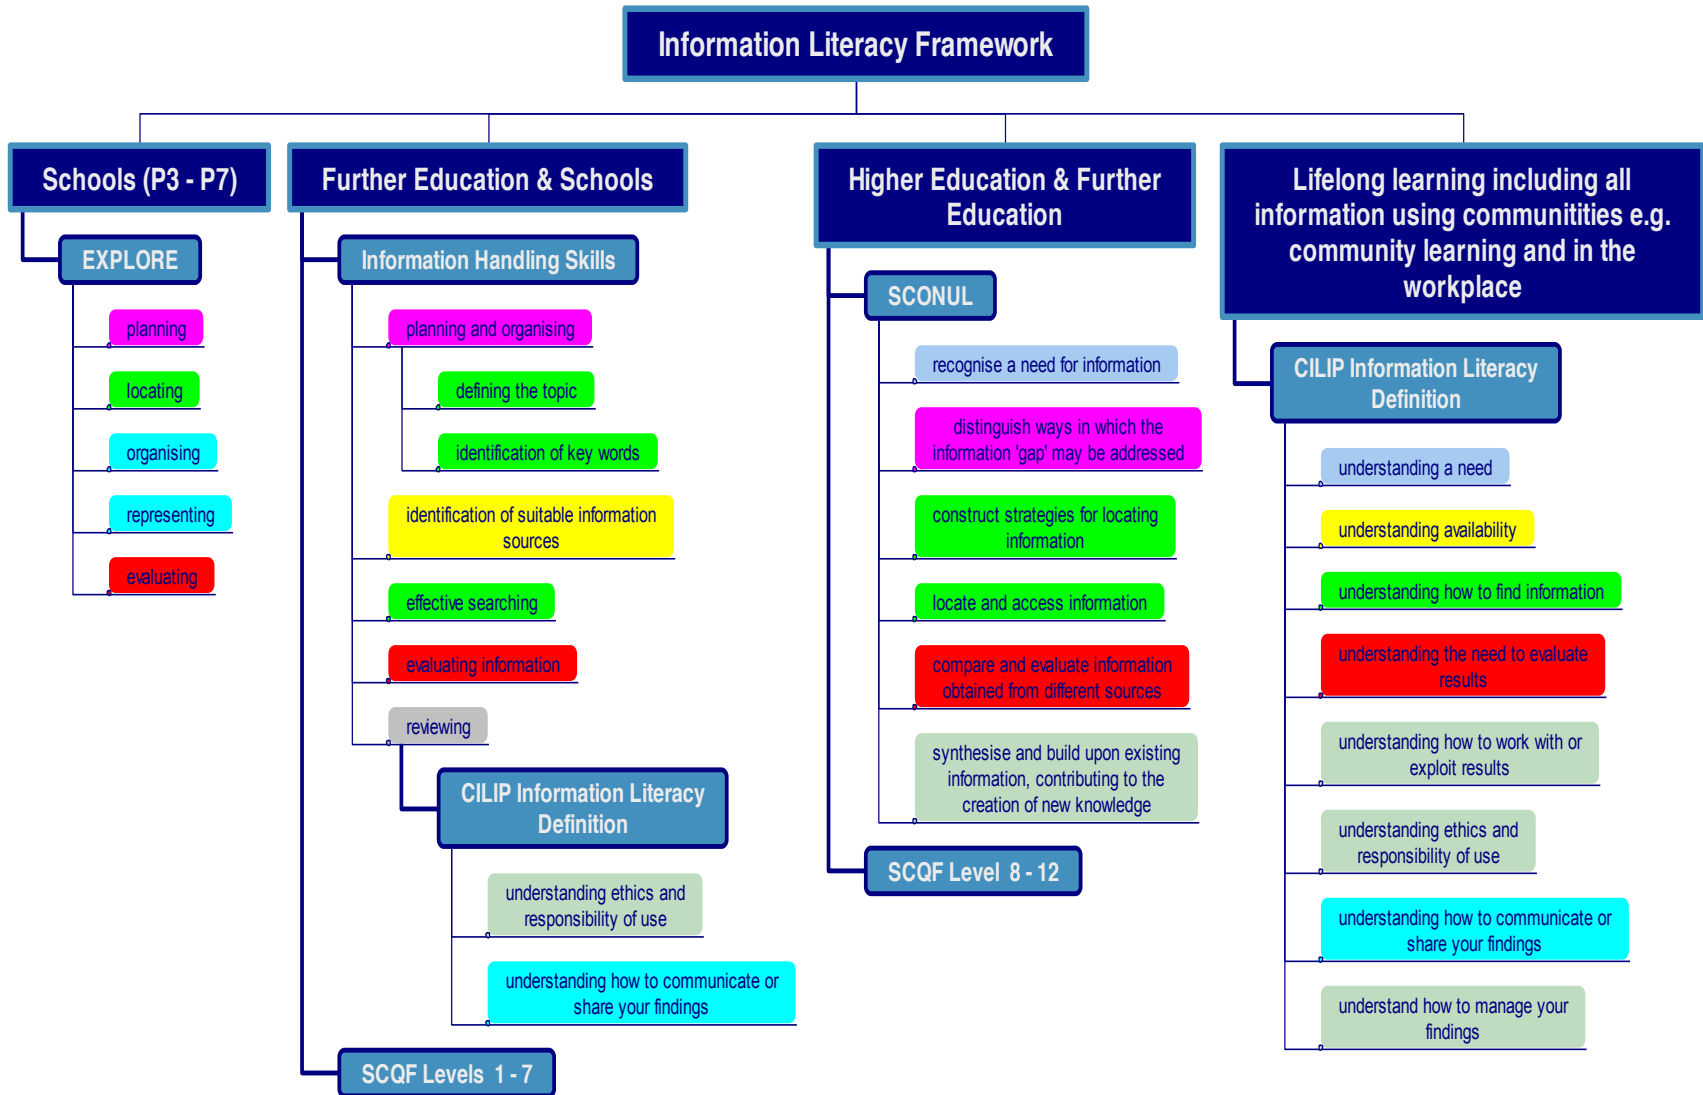 Information Literacy Framework
Schools (P3 - P7)
EXPLORE
planning
locating
organising
representing
evaluating
Further Education & Schools
Information Handling Skills
planning and organising
defining the topic
identification of key words
identification of suitable information
sources
effective searching
evaluating information
reviewing
CILIP Information Literacy
Definition
understanding ethics and
responsibility of use
understanding how to communicate or
share your findings
SCQF Levels 1 - 7
Higher Education & Further
Education
SCONUL
recognise a need for information
distinguish ways in which the
information 'gap' may be addressed
construct strategies for locating
information
locate and access information
compare and evaluate information
obtained from different sources
synthesise and build upon existing
information, contributing to the
creation of new knowledge
SCQF Level 8 - 12
Lifelong learning including all
information using communitities e.g.
community learning and in the
workplace
CILIP Information Literacy
Definition
understanding a need
understanding availability
understanding how to find information
understanding the need to evaluate
results
understanding how to work with or
exploit results
understanding ethics and
responsibility of use
understanding how to communicate or
share your findings
understand how to manage your
findings